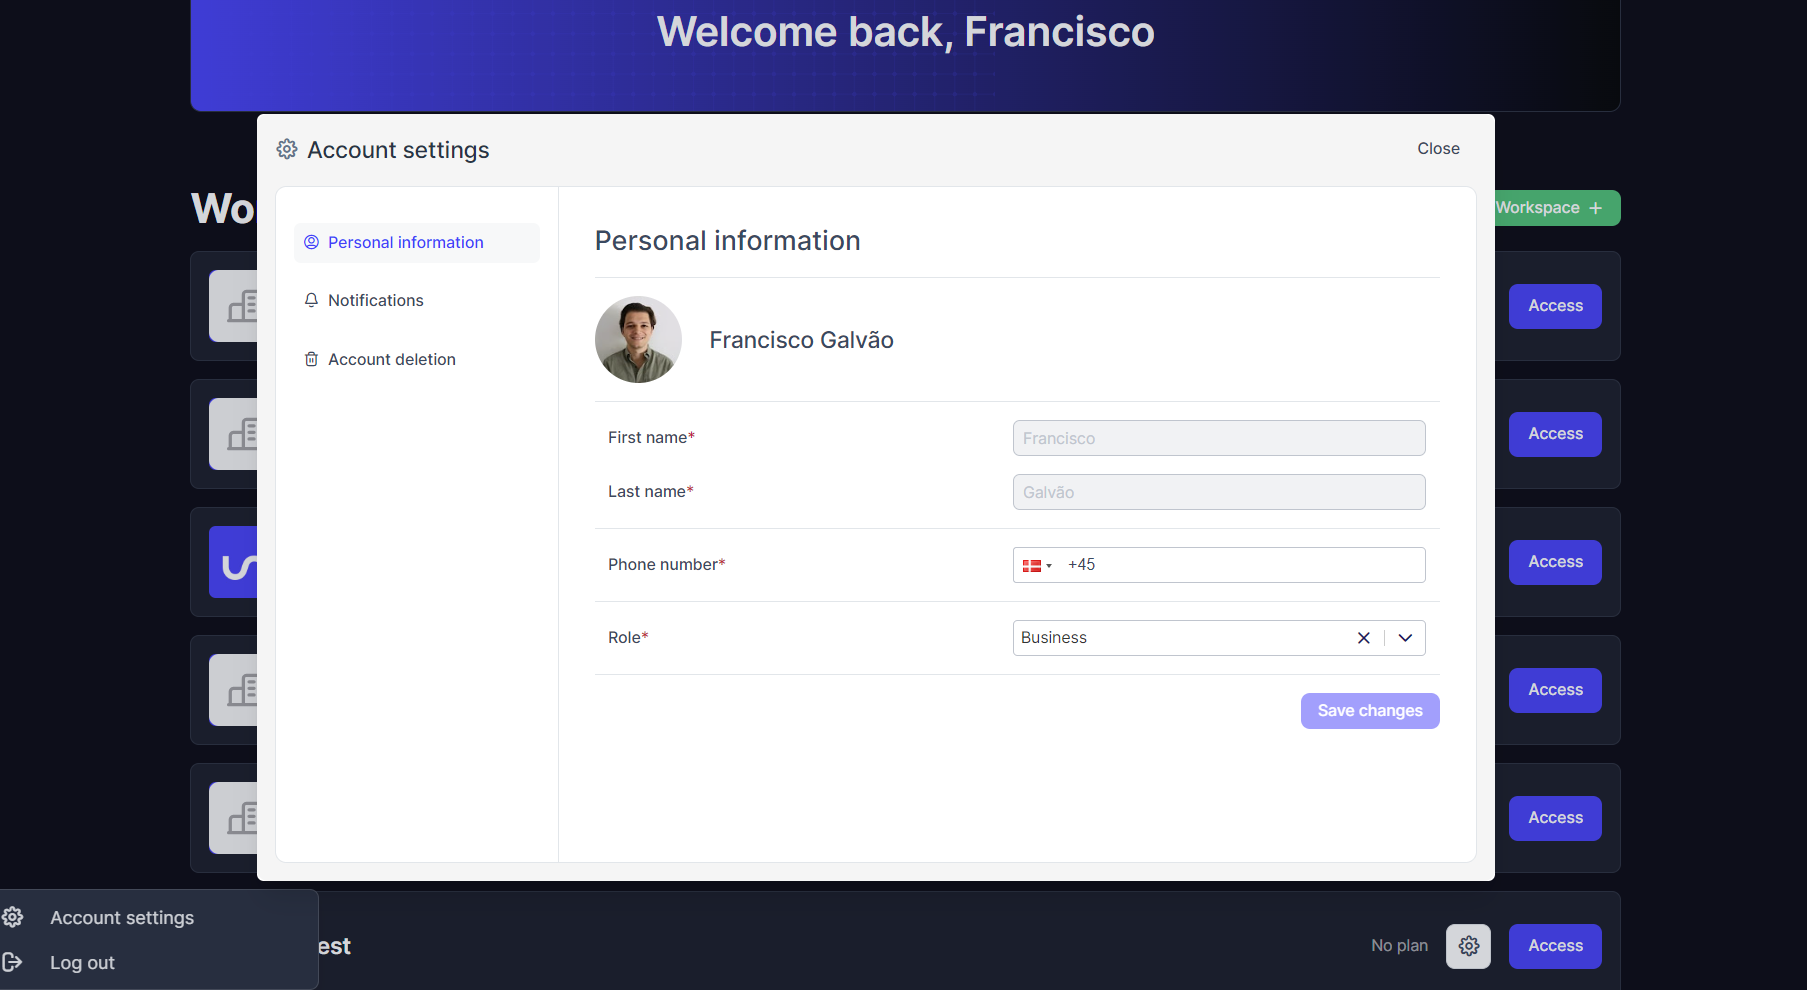 Welcome back, Francisco
Account settings
Close
Wo
Workspace +
Personal information
Notifications
Account deletion
Personal information
Francisco Galvão
First name*
Francisco
Last name*
Galvão
Phone number*
+45
Role*
Business
Save changes
Access
Access
Access
Access
Access
Account settings
Log out
est
No plan
Access